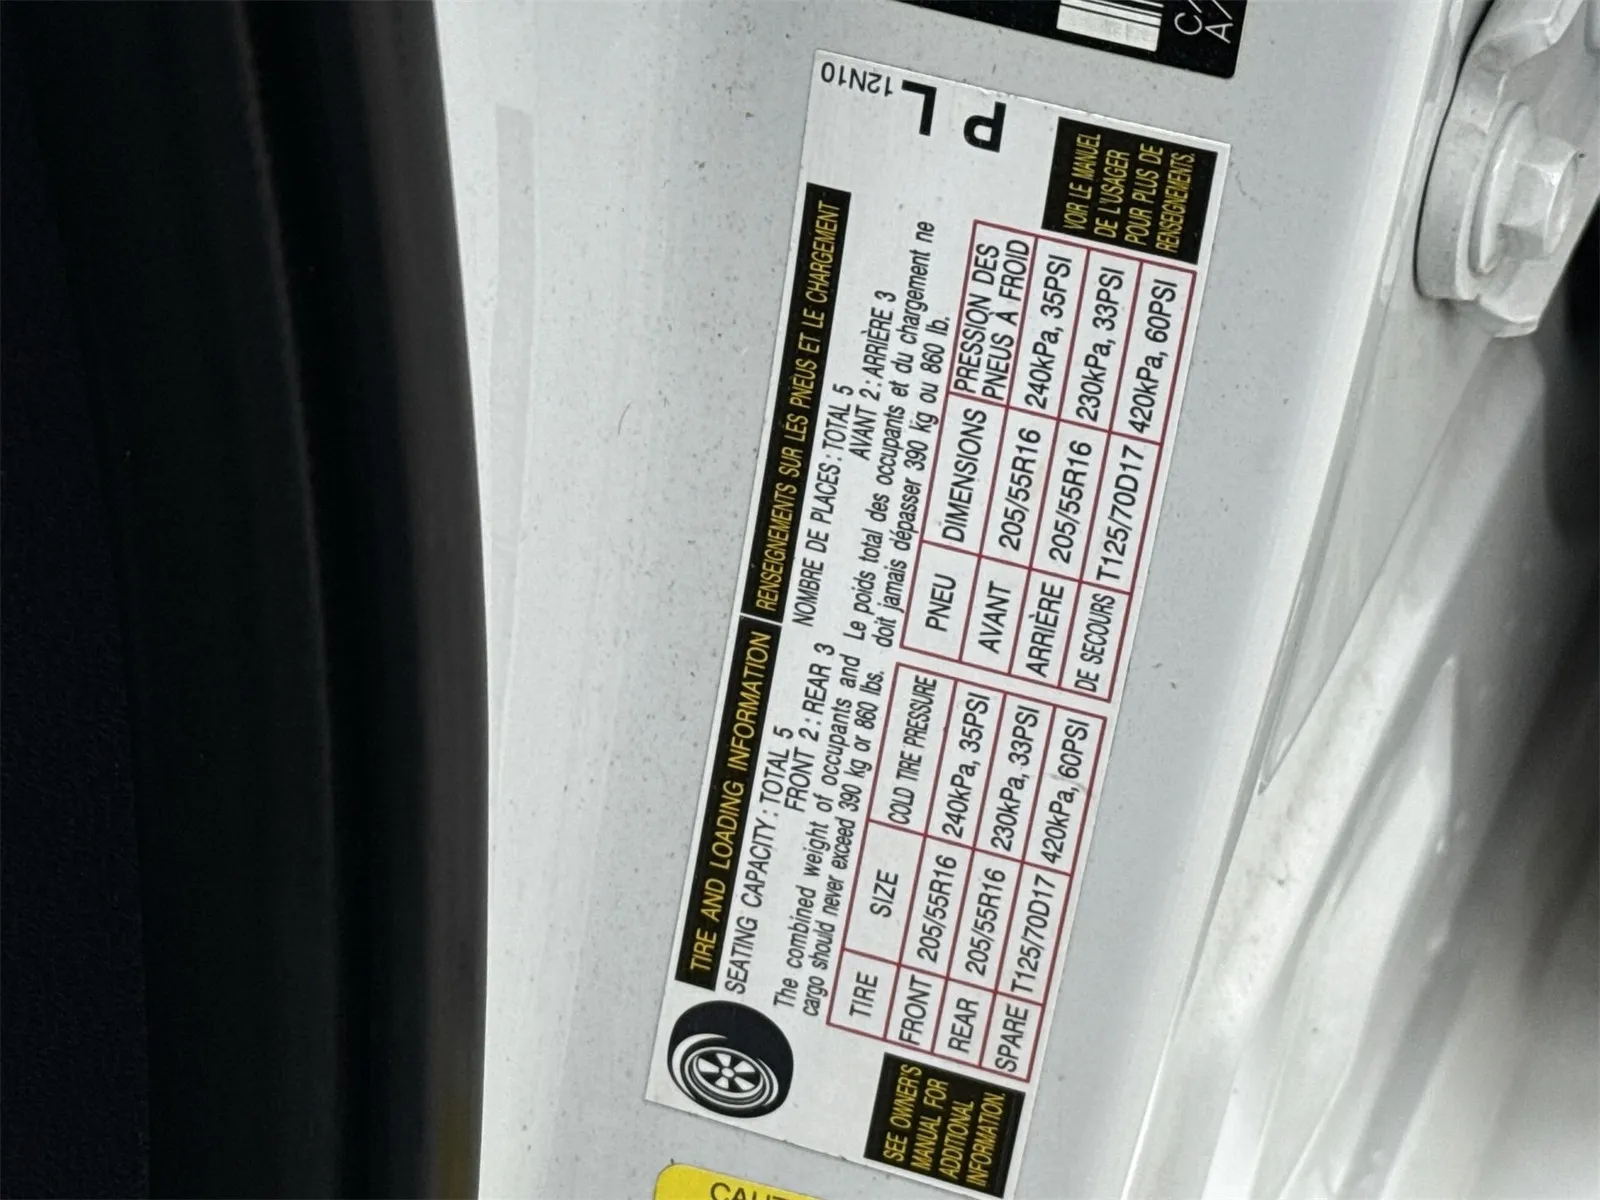 TIRE AND LOADING INFORMATION
SEATING CAPACITY : TOTAL 5
FRONT 2 : REAR 3
The combined weight of occupants and
cargo should never exceed 390 kg or 860 lbs.
TIRE SIZE COLD TIRE PRESSURE
FRONT 205/55R16 240kPa, 35PSI
REAR 205/55R16 230kPa, 33PSI
SPARE T125/70D17 420kPa, 60PSI
SEE OWNER'S
MANUAL FOR
ADDITIONAL
INFORMATION.
RENSEIGNEMENTS SUR LES PNEUS ET LE CHARGEMENT
NOMBRE DE PLACES : TOTAL 5
AVANT 2 : ARRIÈRE 3
Le poids total des occupants et du chargement ne
doit jamais dépasser 390 kg ou 860 lb.
PNEU DIMENSIONS PRESSION DES
PNEUS À FROID
AVANT 205/55R16 240kPa, 35PSI
ARRIÈRE 205/55R16 230kPa, 33PSI
DE SECOURS T125/70D17 420kPa, 60PSI
VOIR LE MANUEL
DE L'USAGER
POUR PLUS DE
RENSEIGNEMENTS.
12N10
PL
C/
A/